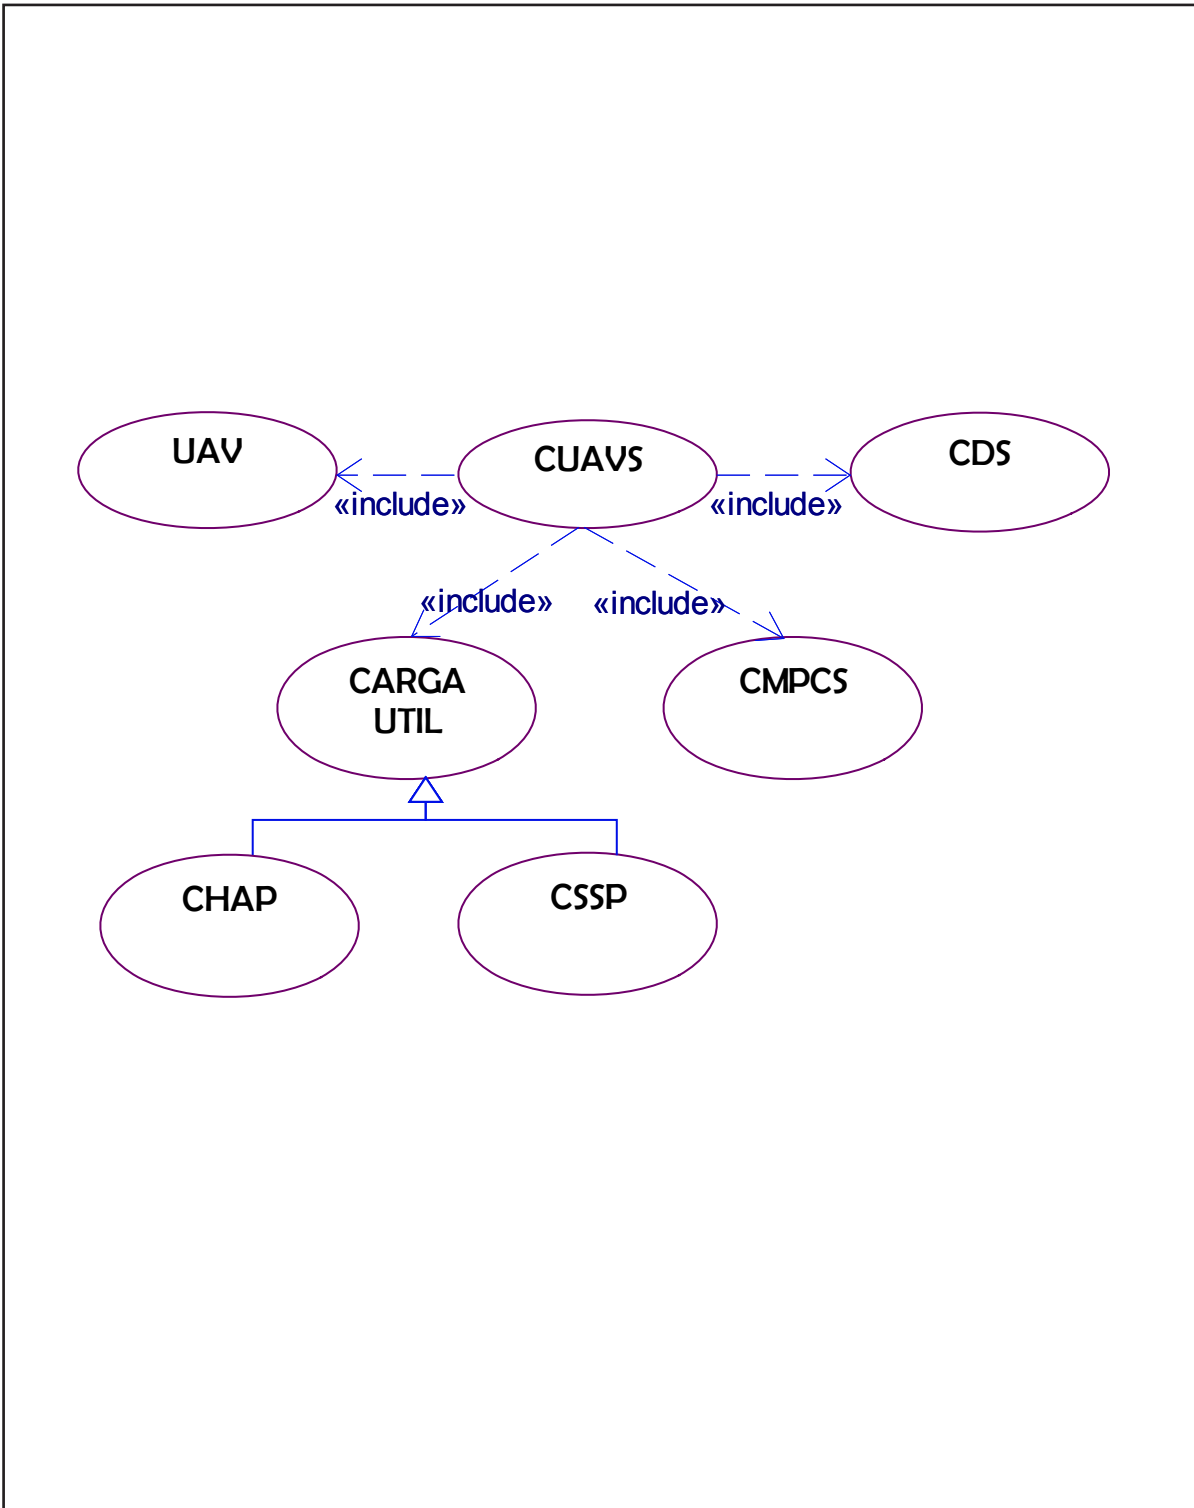 UAV
CUAVS
CDS
«include»
«include»
«include»
«include»
CARGA
UTIL
CMPCS
CHAP
CSSP